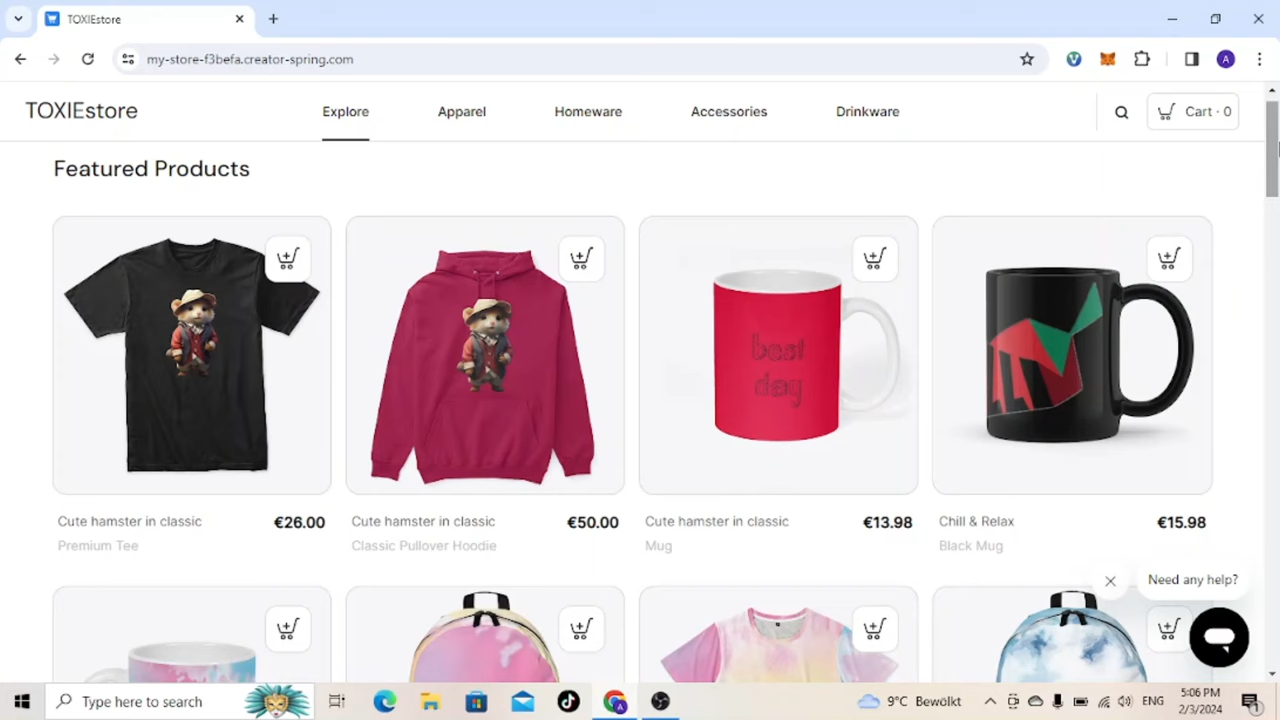 TOXIEstore
my-store-f3befa.creator-spring.com
A
TOXIEstore
Explore
Apparel
Homeware
Accessories
Drinkware
Cart · 0
Featured Products
best
day
Cute hamster in classic
€26.00
Premium Tee
Cute hamster in classic
€50.00
Classic Pullover Hoodie
Cute hamster in classic
€13.98
Mug
Chill & Relax
€15.98
Black Mug
Need any help?
Type here to search
9°C Bewölkt
ENG
5:06 PM
2/3/2024